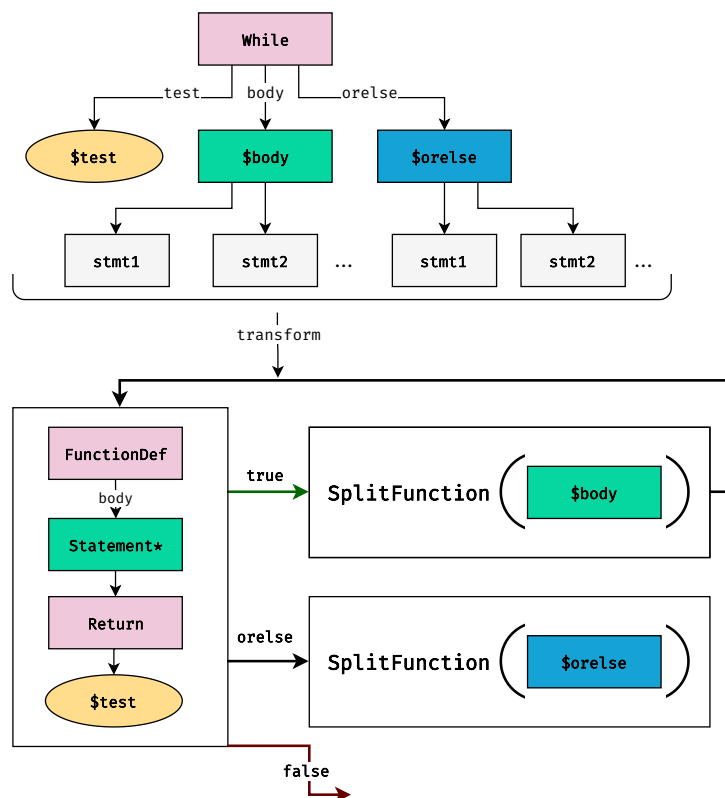 While
test body orelse
$test $body $orelse
stmt1 stmt2 ... stmt1 stmt2 ...
transform
FunctionDef
body
Statement*
Return
$test
true
SplitFunction ( $body )
orelse
SplitFunction ( $orelse )
false